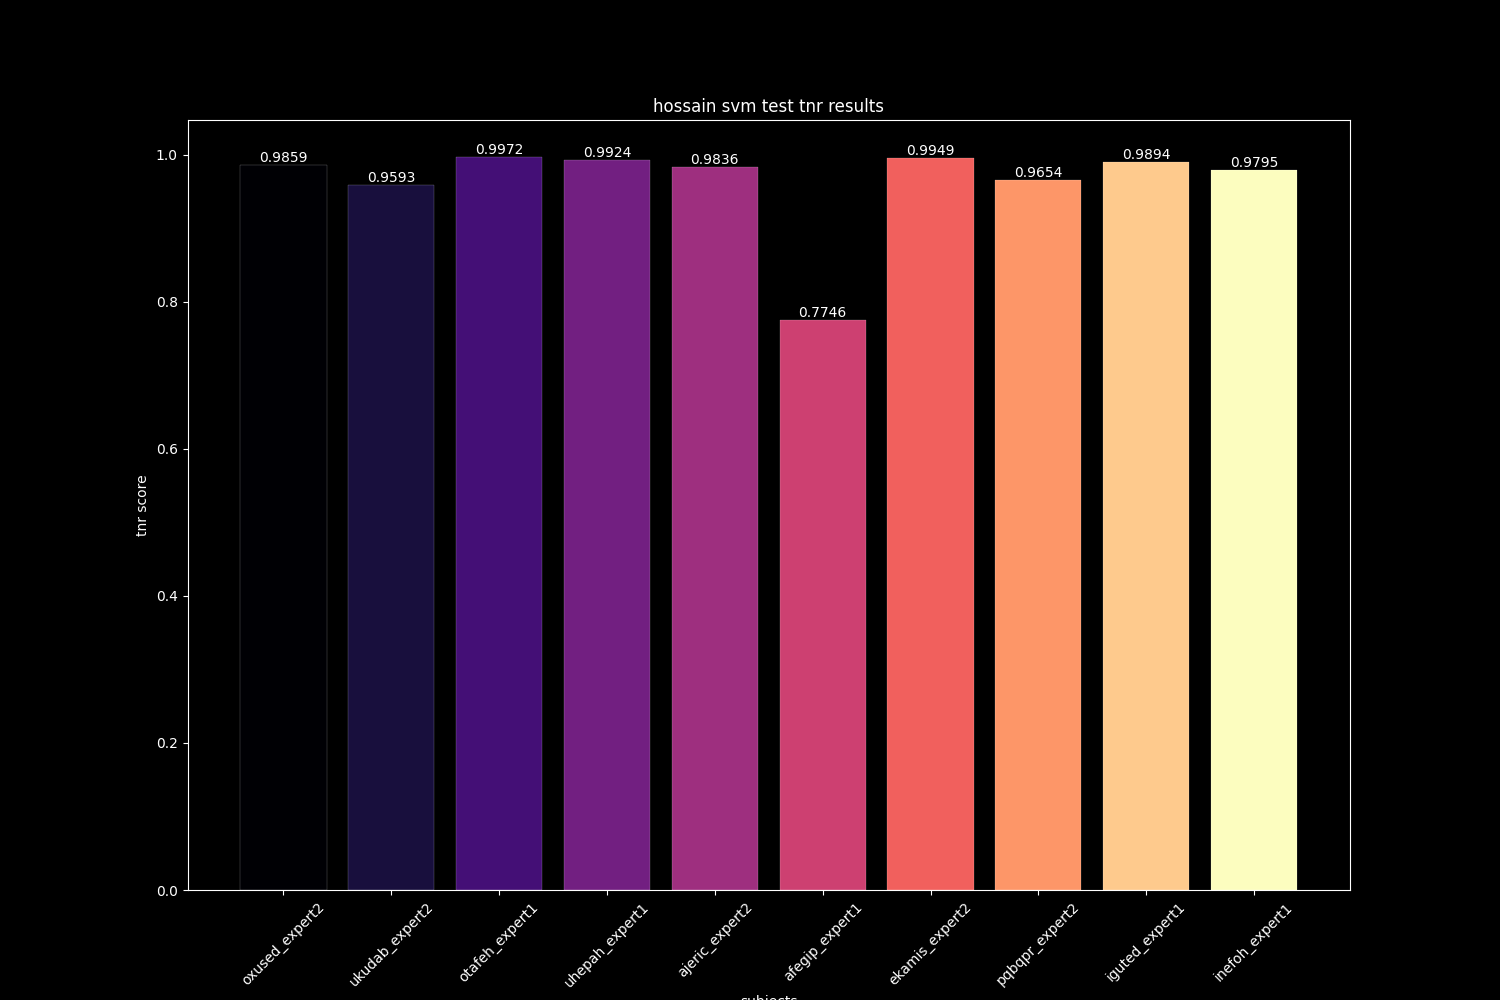 hossain svm test tnr results
0.9859
0.9593
0.9972
0.9924
0.9836
0.7746
0.9949
0.9654
0.9894
0.9795
1.0
0.8
0.6
0.4
0.2
0.0
tnr score
oxused_expert2
ukudab_expert2
otafeh_expert1
uhepah_expert1
ajeric_expert2
afegip_expert1
ekamis_expert2
pqbqpr_expert2
iguted_expert1
inefoh_expert1
subjects